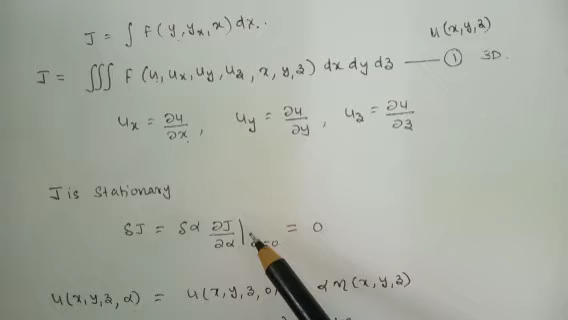 J = ∫ F(y, yₓ, x) dx.
u(x,y,z)
J = ∭ F(u, uₓ, u_y, u_z, x, y, z) dx dy dz —— ① 3D.
uₓ = ∂u/∂x , u_y = ∂u/∂y , u_z = ∂u/∂z
J is stationary
δJ = δα ∂J/∂α | = 0
u(x,y,z,α) = u(x,y,z,0) αη(x,y,z)